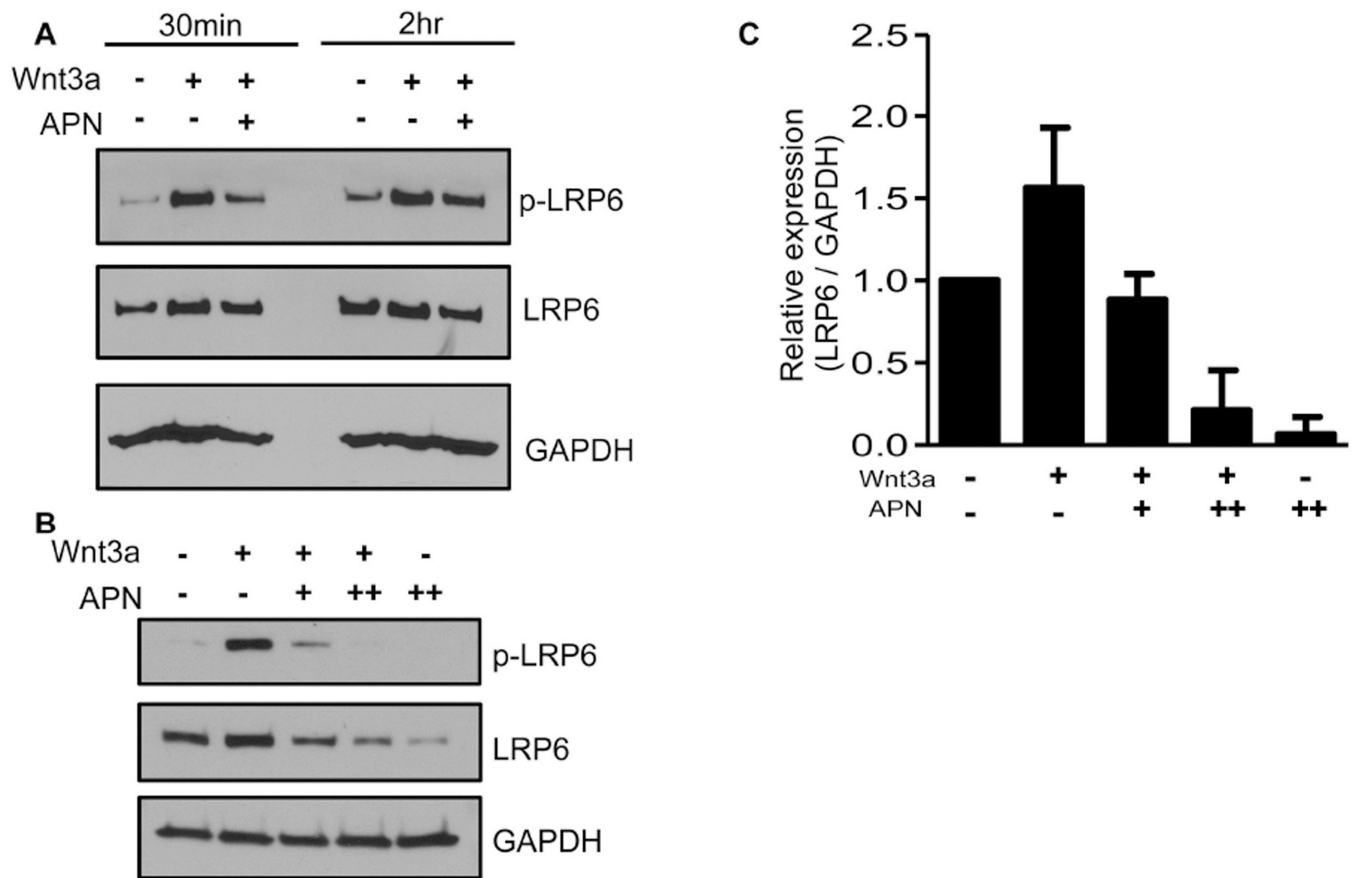 A
30min 2hr
Wnt3a - + + - + +
APN - - + - - +
p-LRP6
LRP6
GAPDH
B
Wnt3a - + + + -
APN - - + ++ ++
p-LRP6
LRP6
GAPDH
C
Relative expression
(LRP6 / GAPDH)
2.5
2.0
1.5
1.0
0.5
0.0
Wnt3a - + + + -
APN - - + ++ ++